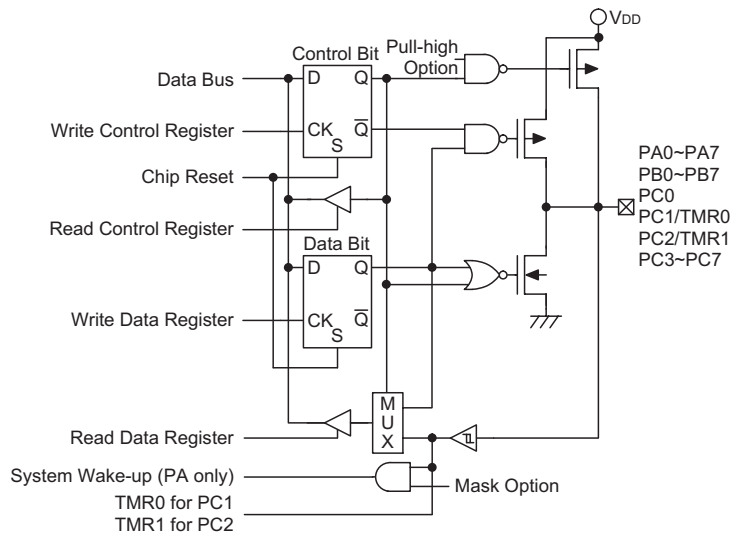 VDD
Control Bit
Pull-high
Option
Data Bus
D
Q
Write Control Register
CK
Q
S
Chip Reset
PA0~PA7
PB0~PB7
PC0
PC1/TMR0
PC2/TMR1
PC3~PC7
Read Control Register
Data Bit
D
Q
Write Data Register
CK
Q
S
M
U
X
Read Data Register
System Wake-up (PA only)
Mask Option
TMR0 for PC1
TMR1 for PC2